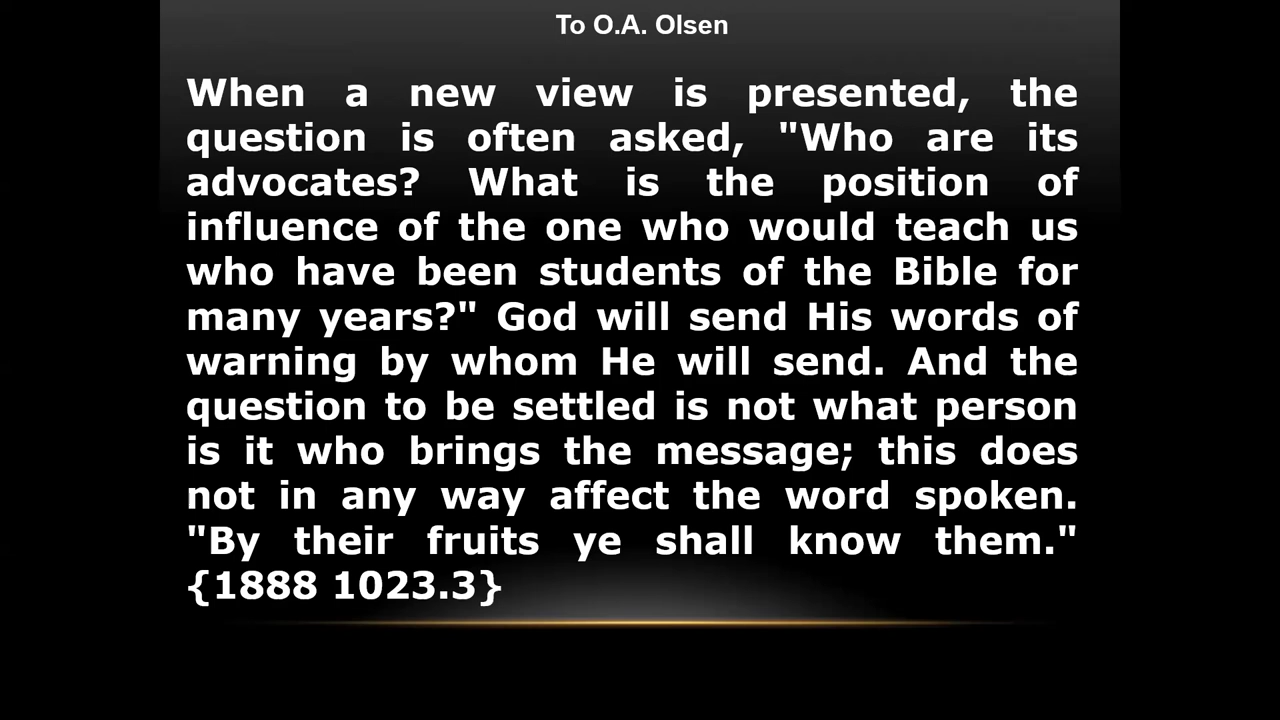 To O.A. Olsen
When a new view is presented, the
question is often asked, "Who are its
advocates? What is the position of
influence of the one who would teach us
who have been students of the Bible for
many years?" God will send His words of
warning by whom He will send. And the
question to be settled is not what person
is it who brings the message; this does
not in any way affect the word spoken.
"By their fruits ye shall know them."
{1888 1023.3}